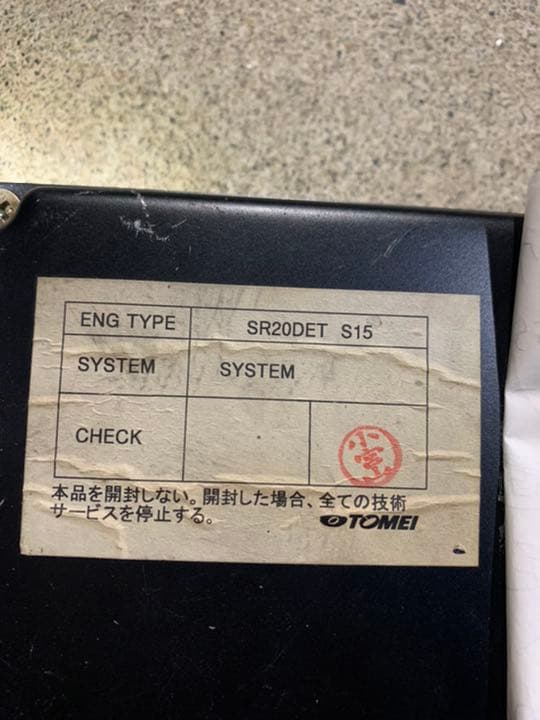 ENG TYPE SR20DET S15
SYSTEM SYSTEM
CHECK
小
本品を開封しない。開封した場合、全ての技術
サービスを停止する。
TOMEI